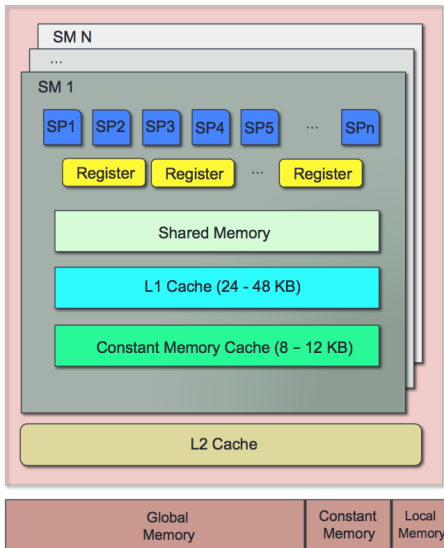 SM N
...
SM 1
SP1 SP2 SP3 SP4 SP5 ... SPn
Register Register ... Register
Shared Memory
L1 Cache (24 - 48 KB)
Constant Memory Cache (8 – 12 KB)
L2 Cache
Global Constant Local
Memory Memory Memory